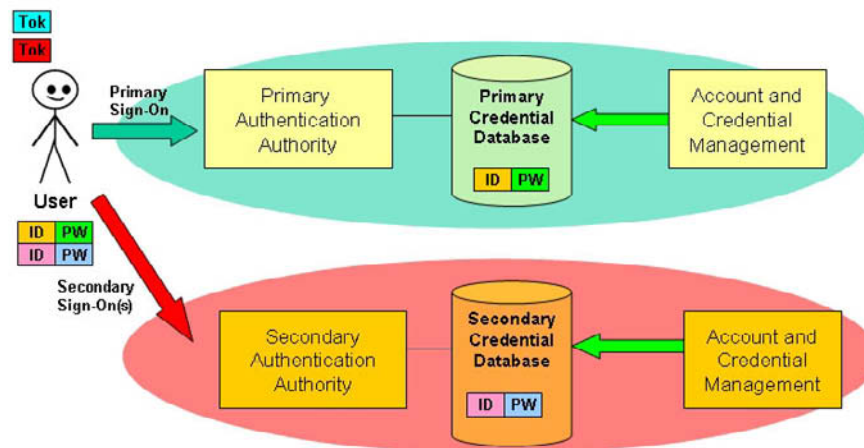 Tok
Tok
Primary
Sign-On
Primary
Authentication
Authority
Primary
Credential
Database
ID PW
Account and
Credential
Management
User
ID PW
ID PW
Secondary
Sign-On(s)
Secondary
Authentication
Authority
Secondary
Credential
Database
ID PW
Account and
Credential
Management